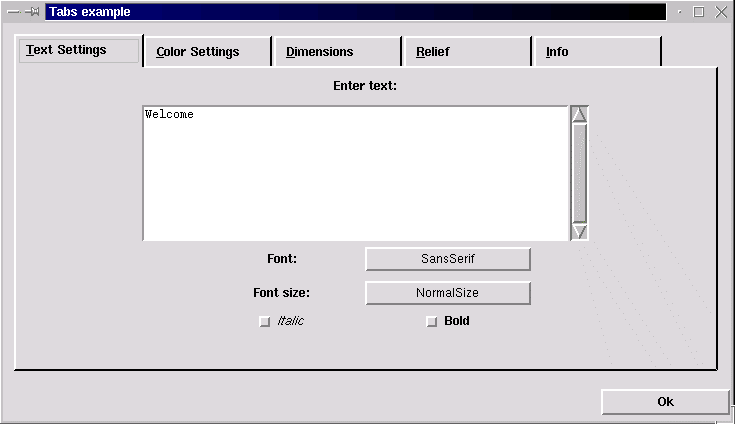 Tabs example
Text Settings Color Settings Dimensions Relief Info
Enter text:
Welcome
Font: SansSerif
Font size: NormalSize
Italic Bold
Ok